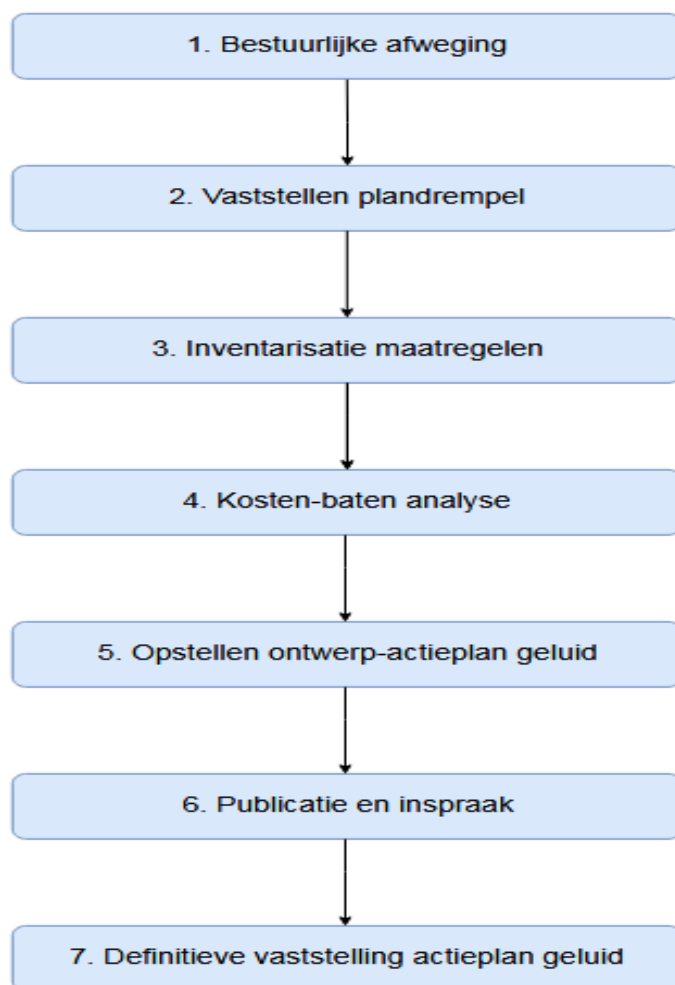 1. Bestuurlijke afweging
2. Vaststellen plandrempel
3. Inventarisatie maatregelen
4. Kosten-baten analyse
5. Opstellen ontwerp-actieplan geluid
6. Publicatie en inspraak
7. Definitieve vaststelling actieplan geluid